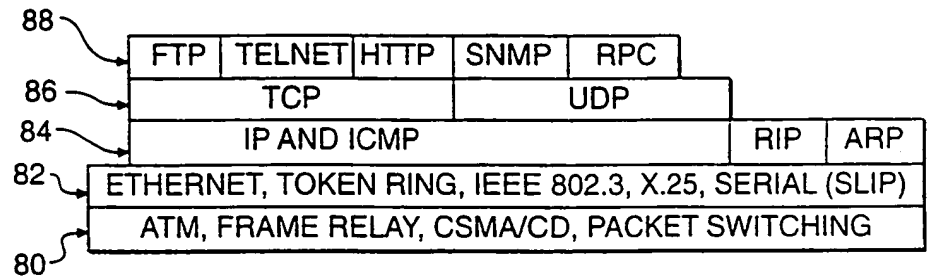 88 FTP TELNET HTTP SNMP RPC
86 TCP UDP
84 IP AND ICMP RIP ARP
82 ETHERNET, TOKEN RING, IEEE 802.3, X.25, SERIAL (SLIP)
80 ATM, FRAME RELAY, CSMA/CD, PACKET SWITCHING